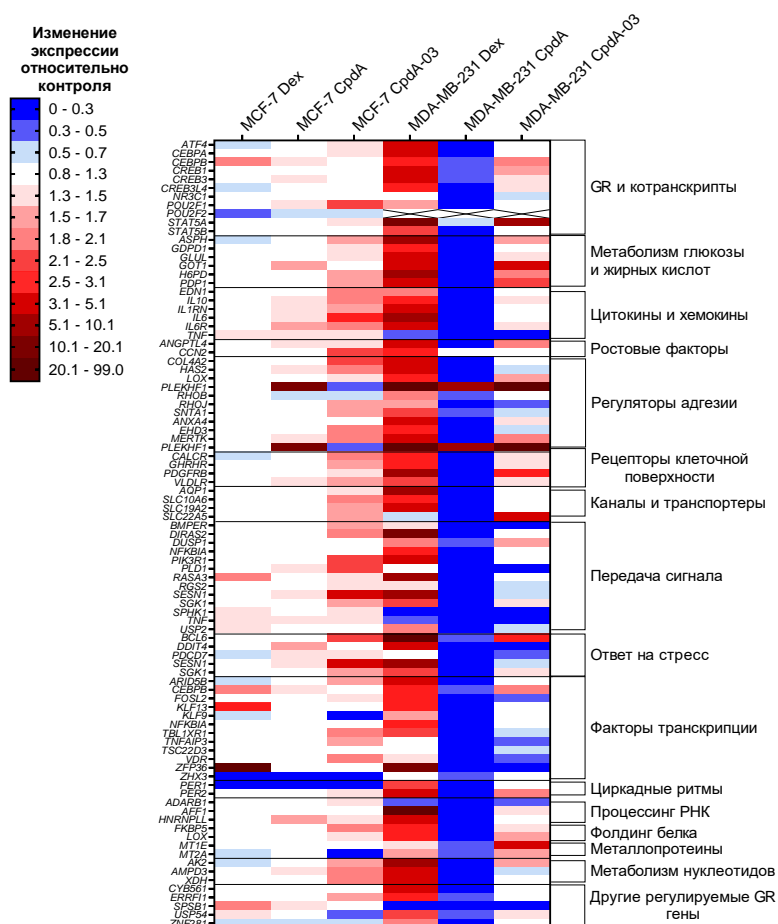 Изменение
экспрессии
относительно
контроля
0 - 0.3
0.3 - 0.5
0.5 - 0.7
0.8 - 1.3
1.3 - 1.5
1.5 - 1.7
1.8 - 2.1
2.1 - 2.5
2.5 - 3.1
3.1 - 5.1
5.1 - 10.1
10.1 - 20.1
20.1 - 99.0
MCF-7 Dex
MCF-7 CpdA
MCF-7 CpdA-03
MDA-MB-231 Dex
MDA-MB-231 CpdA
MDA-MB-231 CpdA-03
ATF4
CEBPA
CEBPB
CREB1
CREB3
CREB3L4
NR3C1
POU2F1
POU2F2
STAT5A
STAT5B
GR и котранскрипты
ASPH
GDPD1
GLUL
GOT1
H6PD
PDP1
Метаболизм глюкозы
и жирных кислот
EDN1
IL10
IL1RN
IL6
IL6R
TNF
Цитокины и хемокины
ANGPTL4
CCN2
Ростовые факторы
COL4A2
HAS2
LOX
PLEKHF1
RHOB
RHOJ
SNTA1
ANXA4
EHD3
MERTK
PLEKHF1
Регуляторы адгезии
CALCR
GHRHR
PDGFRB
VLDLR
Рецепторы клеточной
поверхности
AQP1
SLC10A6
SLC19A2
SLC22A5
Каналы и транспортеры
BMPER
DIRAS2
DUSP1
NFKBIA
PIK3R1
PLD1
RASA3
RGS2
SESN1
SGK1
SPHK1
TNF
USP2
Передача сигнала
BCL6
DDIT4
PDCD7
SESN1
SGK1
Ответ на стресс
ARID5B
CEBPB
FOSL2
KLF13
KLF9
NFKBIA
TBL1XR1
TNFAIP3
TSC22D3
VDR
ZFP36
ZHX3
Факторы транскрипции
PER1
PER2
Циркадные ритмы
ADARB1
AFF1
HNRNPLL
Процессинг РНК
FKBP5
LOX
Фолдинг белка
MT1E
MT2A
Металлопротеины
AK2
AMPD3
XDH
Метаболизм нуклеотидов
CYB561
ERRFI1
SPSB1
USP54
ZNF281
Другие регулируемые GR
гены